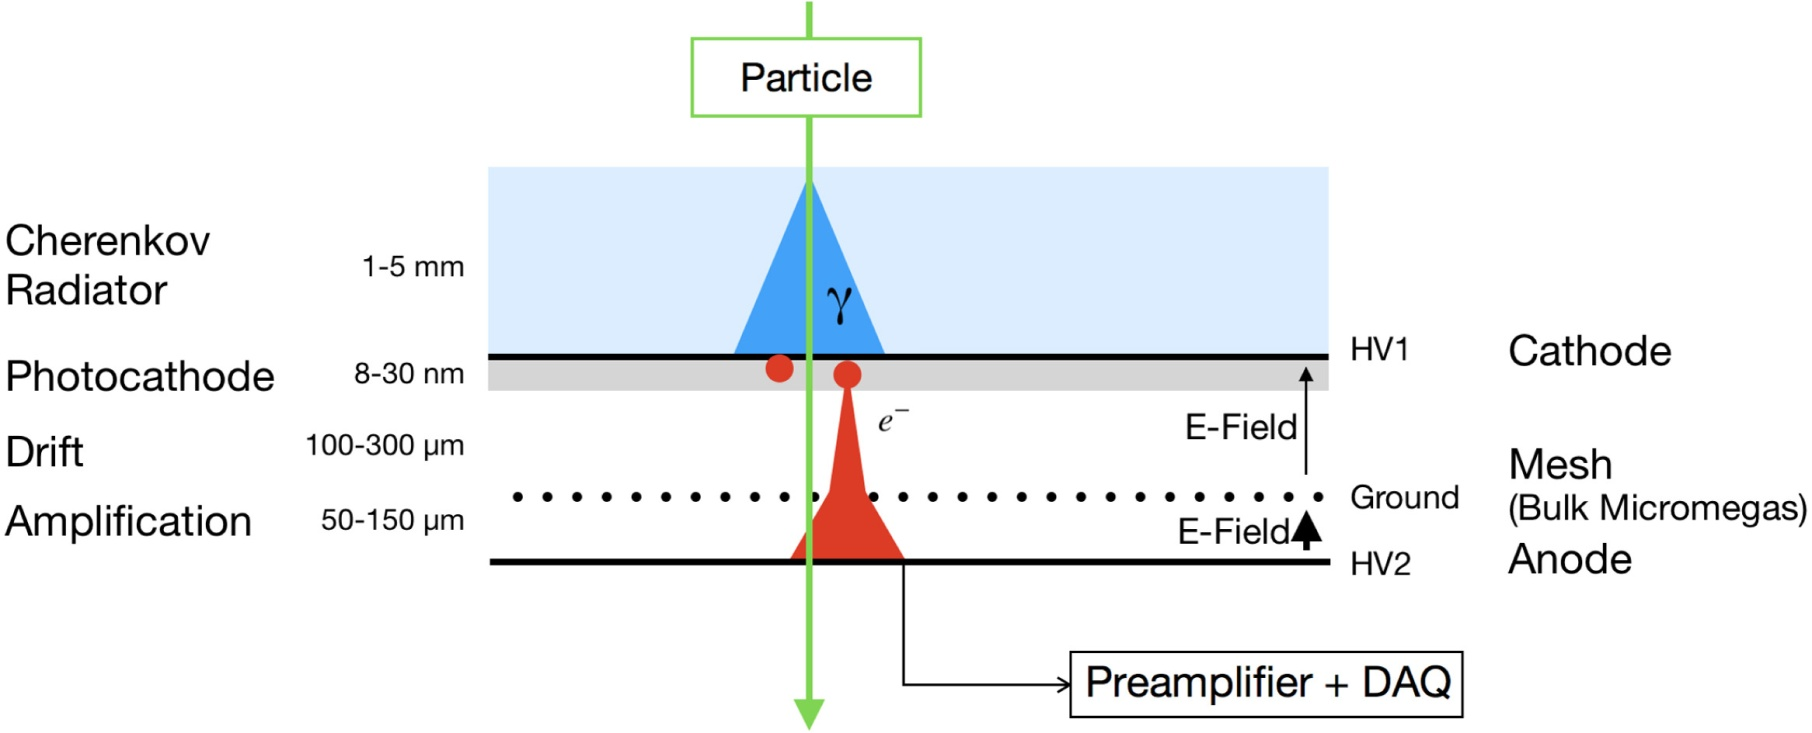 Particle
Cherenkov
Radiator
1-5 mm
γ
HV1
Cathode
Photocathode
8-30 nm
e⁻
E-Field
Drift
100-300 μm
Mesh
Ground
(Bulk Micromegas)
Amplification
50-150 μm
E-Field
HV2
Anode
Preamplifier + DAQ